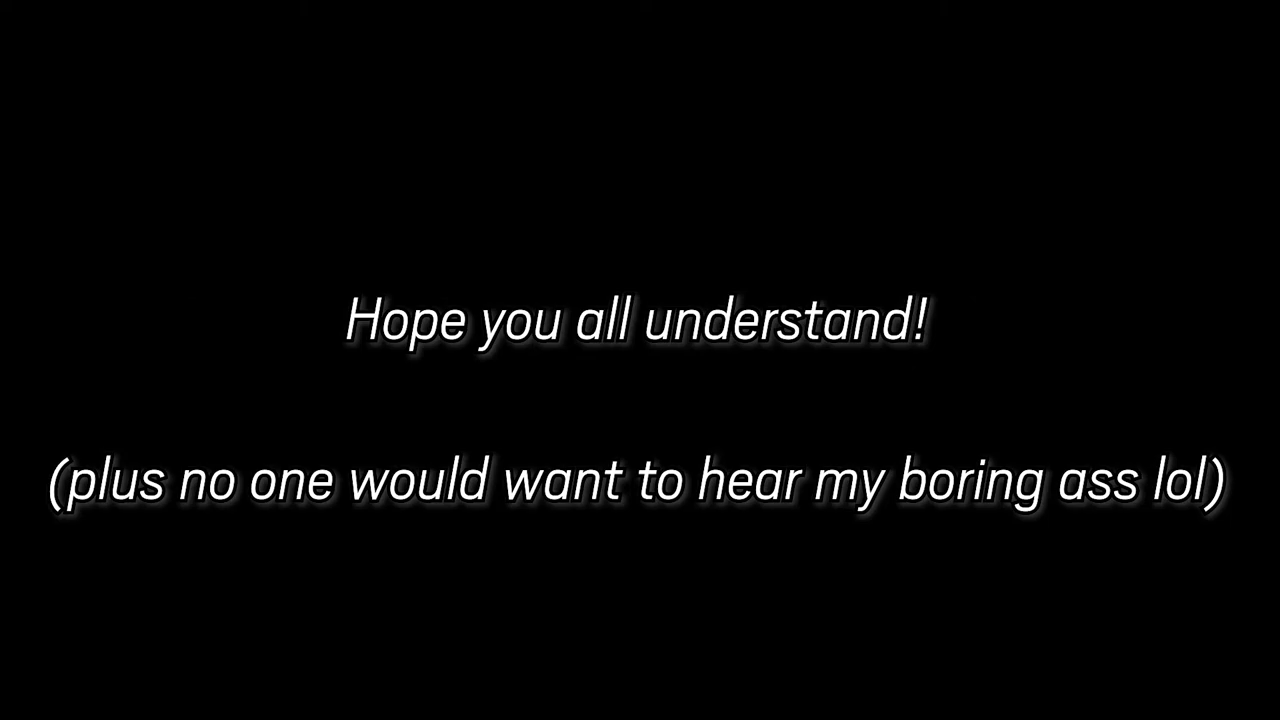 Hope you all understand!
(plus no one would want to hear my boring ass lol)